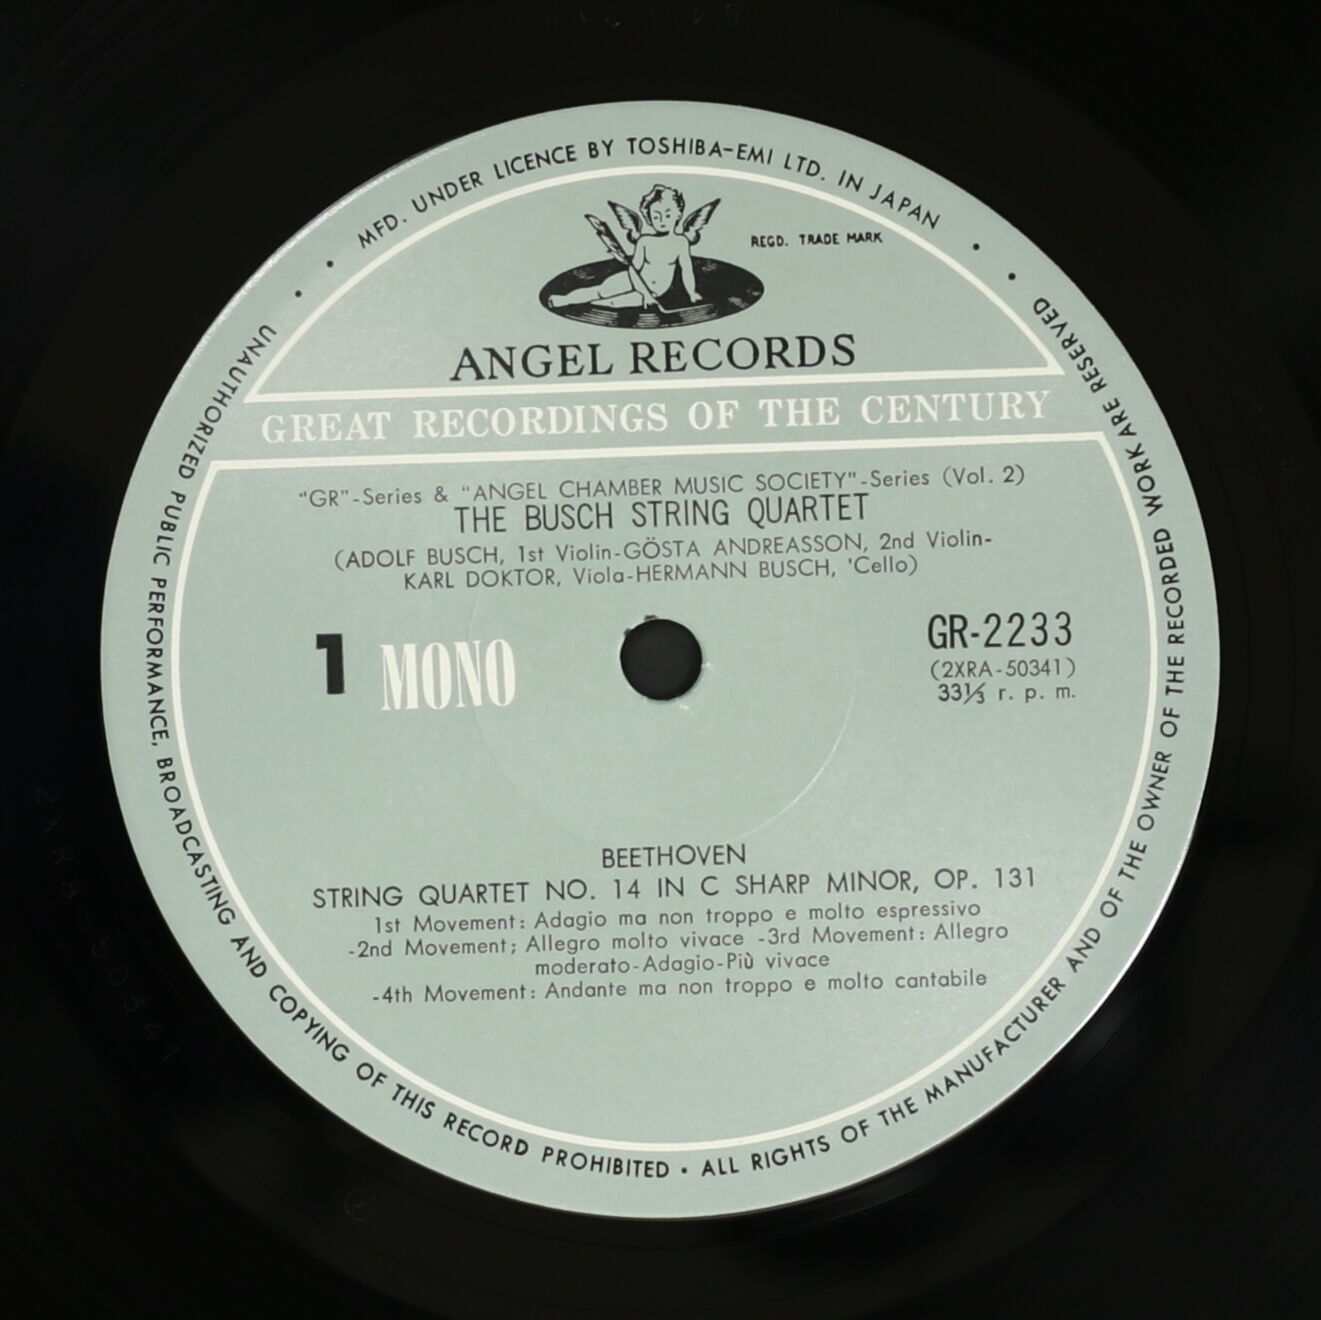 MFD. UNDER LICENCE BY TOSHIBA-EMI LTD. IN JAPAN
REGD. TRADE MARK
ANGEL RECORDS
GREAT RECORDINGS OF THE CENTURY
"GR"-Series & "ANGEL CHAMBER MUSIC SOCIETY"-Series (Vol. 2)
THE BUSCH STRING QUARTET
(ADOLF BUSCH, 1st Violin-GÖSTA ANDREASSON, 2nd Violin-
KARL DOKTOR, Viola-HERMANN BUSCH, 'Cello)
1 MONO
GR-2233
(2XRA-50341)
33⅓ r. p. m.
BEETHOVEN
STRING QUARTET NO. 14 IN C SHARP MINOR, OP. 131
1st Movement: Adagio ma non troppo e molto espressivo
-2nd Movement; Allegro molto vivace -3rd Movement: Allegro
moderato-Adagio-Più vivace
-4th Movement: Andante ma non troppo e molto cantabile
UNAUTHORIZED PUBLIC PERFORMANCE, BROADCASTING AND COPYING OF THIS RECORD PROHIBITED • ALL RIGHTS OF THE MANUFACTURER AND OF THE OWNER OF THE RECORDED WORK ARE RESERVED
2XRA-50341